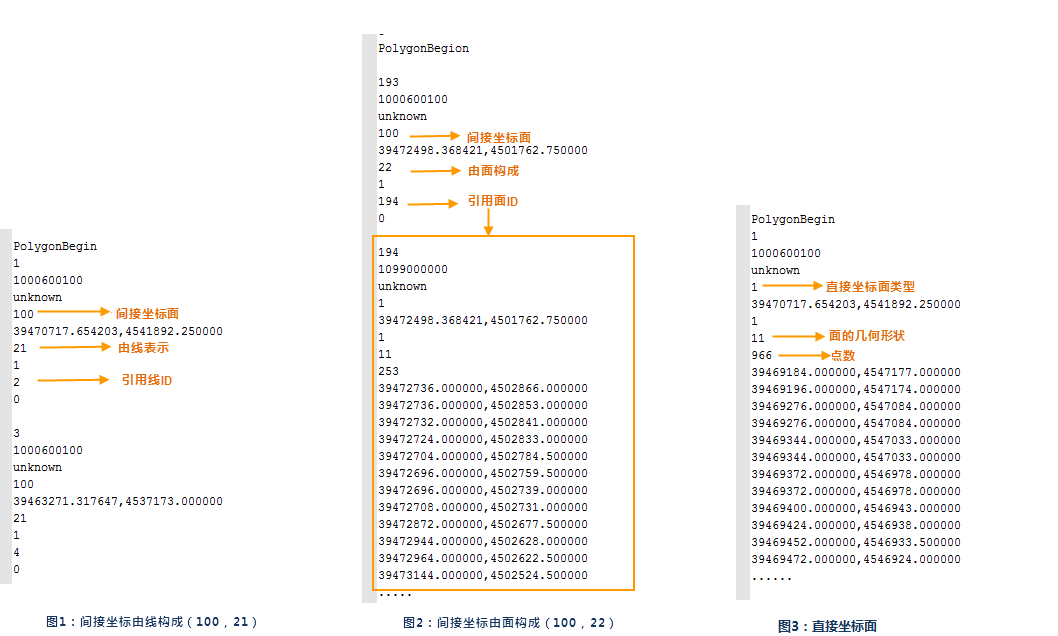 PolygonBegin
1
1000600100
unknown
100 间接坐标面
39470717.654203,4541892.250000
21 由线表示
1
2 引用线ID
0
3
1000600100
unknown
100
39463271.317647,4537173.000000
21
1
4
0
图1：间接坐标由线构成（100，21）
PolygonBegion
193
1000600100
unknown
100 间接坐标面
39472498.368421,4501762.750000
22 由面构成
1
194 引用面ID
0
194
1099000000
unknown
1
39472498.368421,4501762.750000
1
11
253
39472736.000000,4502866.000000
39472736.000000,4502853.000000
39472732.000000,4502841.000000
39472724.000000,4502833.000000
39472704.000000,4502784.500000
39472696.000000,4502759.500000
39472696.000000,4502739.000000
39472708.000000,4502731.000000
39472872.000000,4502677.500000
39472944.000000,4502628.000000
39472964.000000,4502622.500000
39473144.000000,4502524.500000
.....
图2：间接坐标由面构成（100，22）
PolygonBegin
1
1000600100
unknown
1 直接坐标面类型
39470717.654203,4541892.250000
1
11 面的几何形状
966 点数
39469184.000000,4547177.000000
39469196.000000,4547174.000000
39469276.000000,4547084.000000
39469276.000000,4547084.000000
39469344.000000,4547033.000000
39469344.000000,4547033.000000
39469372.000000,4546978.000000
39469372.000000,4546978.000000
39469400.000000,4546943.000000
39469424.000000,4546938.000000
39469452.000000,4546933.500000
39469472.000000,4546924.000000
......
图3：直接坐标面